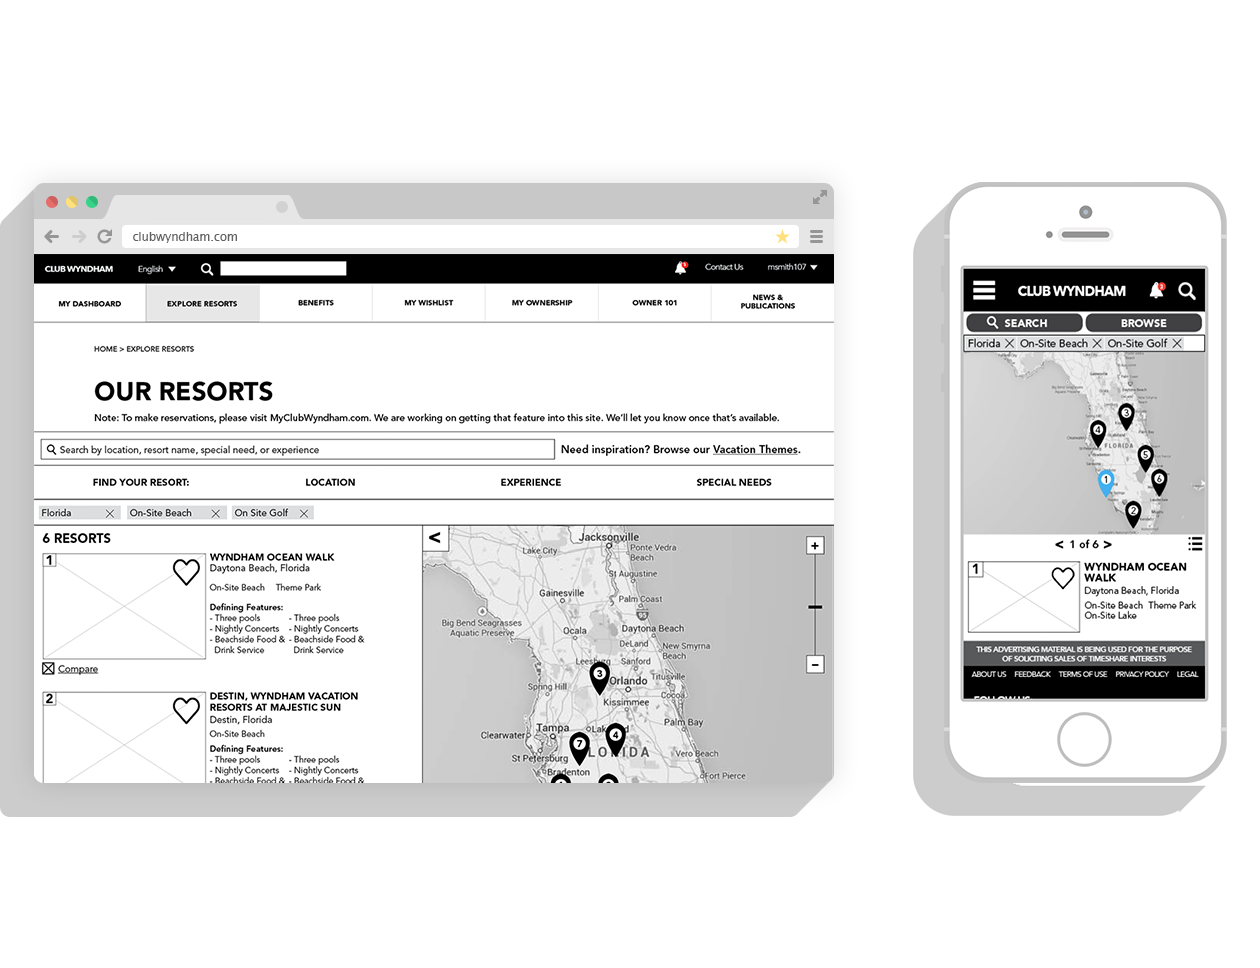 clubwyndham.com
CLUB WYNDHAM English Contact Us msmith107
MY DASHBOARD EXPLORE RESORTS BENEFITS MY WISHLIST MY OWNERSHIP OWNER 101 NEWS &
PUBLICATIONS
HOME > EXPLORE RESORTS
OUR RESORTS
Note: To make reservations, please visit MyClubWyndham.com. We are working on getting that feature into this site. We'll let you know once that's available.
Search by location, resort name, special need, or experience Need inspiration? Browse our Vacation Themes.
FIND YOUR RESORT: LOCATION EXPERIENCE SPECIAL NEEDS
Florida On-Site Beach On Site Golf
6 RESORTS
1
WYNDHAM OCEAN WALK
Daytona Beach, Florida
On-Site Beach Theme Park
Defining Features:
- Three pools - Three pools
- Nightly Concerts - Nightly Concerts
- Beachside Food & - Beachside Food &
Drink Service Drink Service
Compare
2
DESTIN, WYNDHAM VACATION
RESORTS AT MAJESTIC SUN
Destin, Florida
On-Site Beach
Defining Features:
- Three pools - Three pools
- Nightly Concerts - Nightly Concerts
- Beachside Food & - Beachside Food &
<
+
−
Jacksonville
Lake City
Ponte Vedra
Beach
St Augustine
Gainesville
Palm Coast
95
Big Bend Seagrasses
Aquatic Preserve
Ocala
Daytona Beach
DeLand
New Smyrna
Beach
Leesburg
Sanford
3
Orlando
Titusville
Spring Hill
Kissimmee
Cocoa
Palm Bay
Tampa
Clearwater
7
4
FLORIDA
St Petersburg
Vero Beach
Bradenton
Fort Pierce
CLUB WYNDHAM
SEARCH BROWSE
Florida On-Site Beach On-Site Golf
3
4
FLORIDA
5
1
6
2
< 1 of 6 >
1
WYNDHAM OCEAN
WALK
Daytona Beach, Florida
On-Site Beach Theme Park
On-Site Lake
THIS ADVERTISING MATERIAL IS BEING USED FOR THE PURPOSE
OF SOLICITING SALES OF TIMESHARE INTERESTS
ABOUT US FEEDBACK TERMS OF USE PRIVACY POLICY LEGAL
FOLLOW US